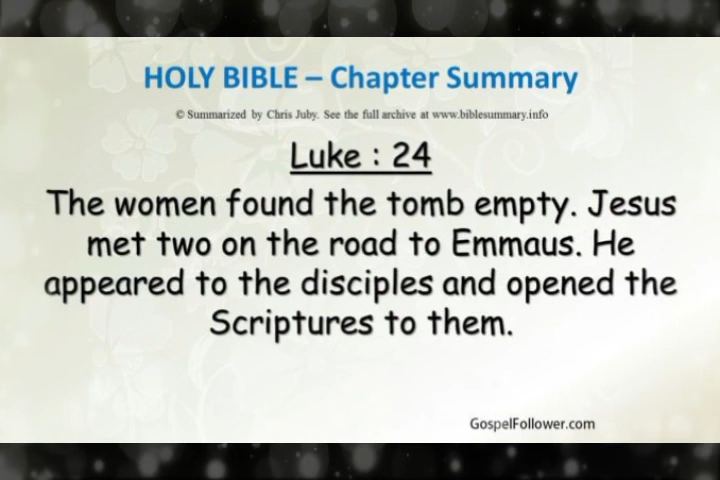 HOLY BIBLE – Chapter Summary
© Summarized by Chris Juby. See the full archive at www.biblesummary.info
Luke : 24
The women found the tomb empty. Jesus
met two on the road to Emmaus. He
appeared to the disciples and opened the
Scriptures to them.
GospelFollower.com